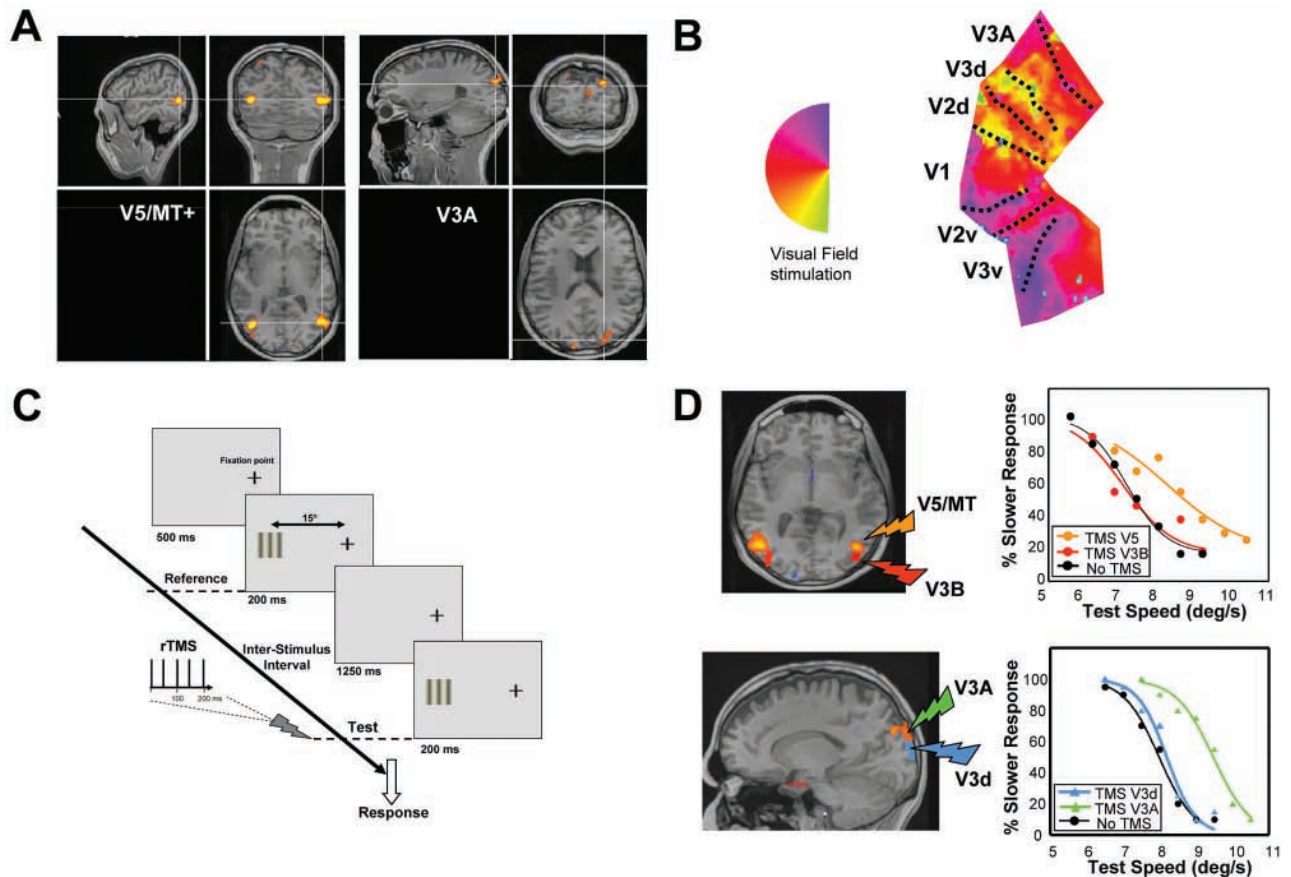 A
V5/MT+
V3A
B
V3A
V3d
V2d
V1
V2v
V3v
Visual Field
stimulation
C
Fixation point
500 ms
15°
Reference
200 ms
rTMS
100 200 ms
Inter-Stimulus
Interval
1250 ms
Test
200 ms
Response
D
V5/MT
V3B
% Slower Response
100
80
60
40
20
0
TMS V5
TMS V3B
No TMS
5 6 7 8 9 10 11
Test Speed (deg/s)
V3A
V3d
% Slower Response
100
80
60
40
20
0
TMS V3d
TMS V3A
No TMS
5 6 7 8 9 10 11
Test Speed (deg/s)